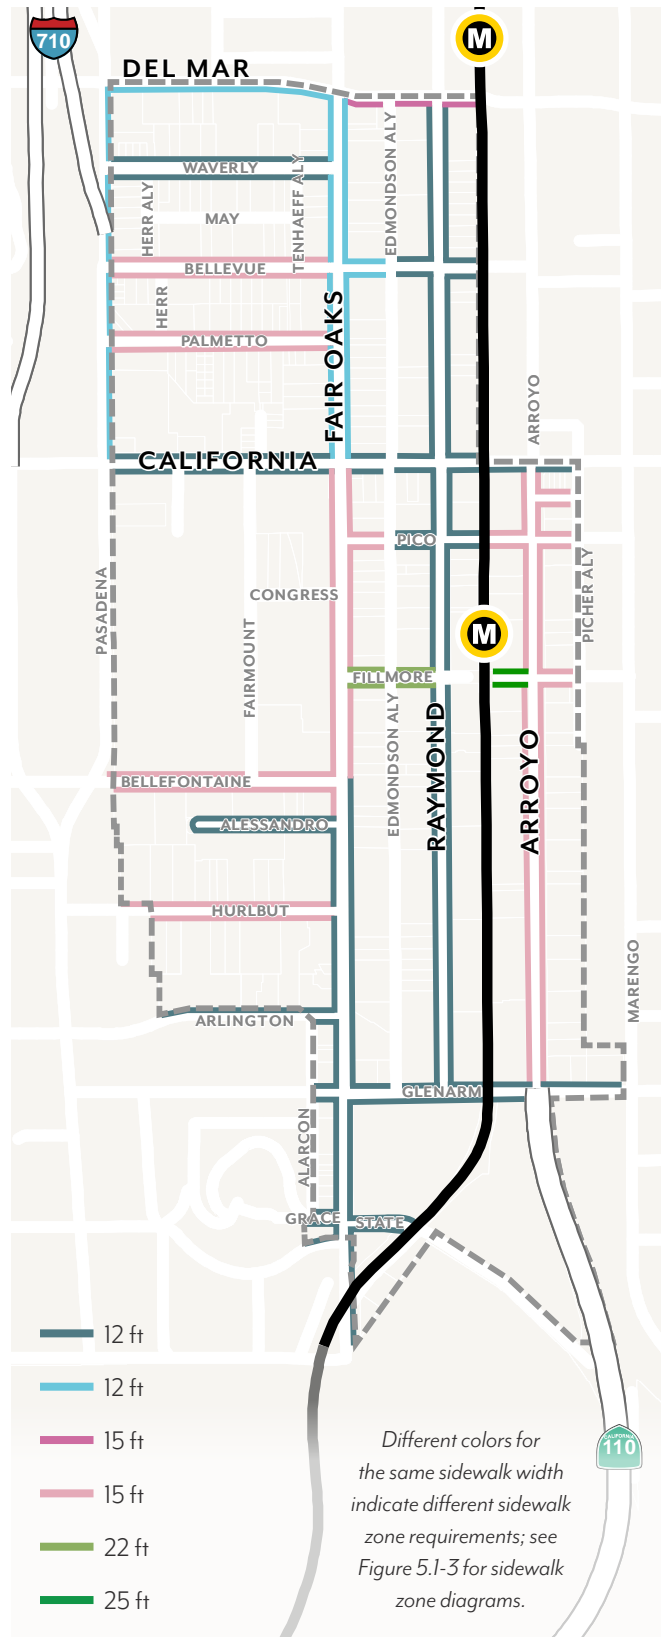 710
M
DEL MAR
WAVERLY
HERR ALY
MAY
TENHAEFF ALY
EDMONDSON ALY
BELLEVUE
HERR
PALMETTO
FAIR OAKS
ARROYO
CALIFORNIA
PICO
PASADENA
CONGRESS
PICHER ALY
M
FAIRMOUNT
FILLMORE
EDMONDSON ALY
RAYMOND
ARROYO
BELLEFONTAINE
ALESSANDRO
HURLBUT
MARENGO
ARLINGTON
GLENARM
ALARCON
GRACE
STATE
12 ft
12 ft
15 ft
15 ft
22 ft
25 ft
Different colors for
the same sidewalk width
indicate different sidewalk
zone requirements; see
Figure 5.1-3 for sidewalk
zone diagrams.
CALIFORNIA
110